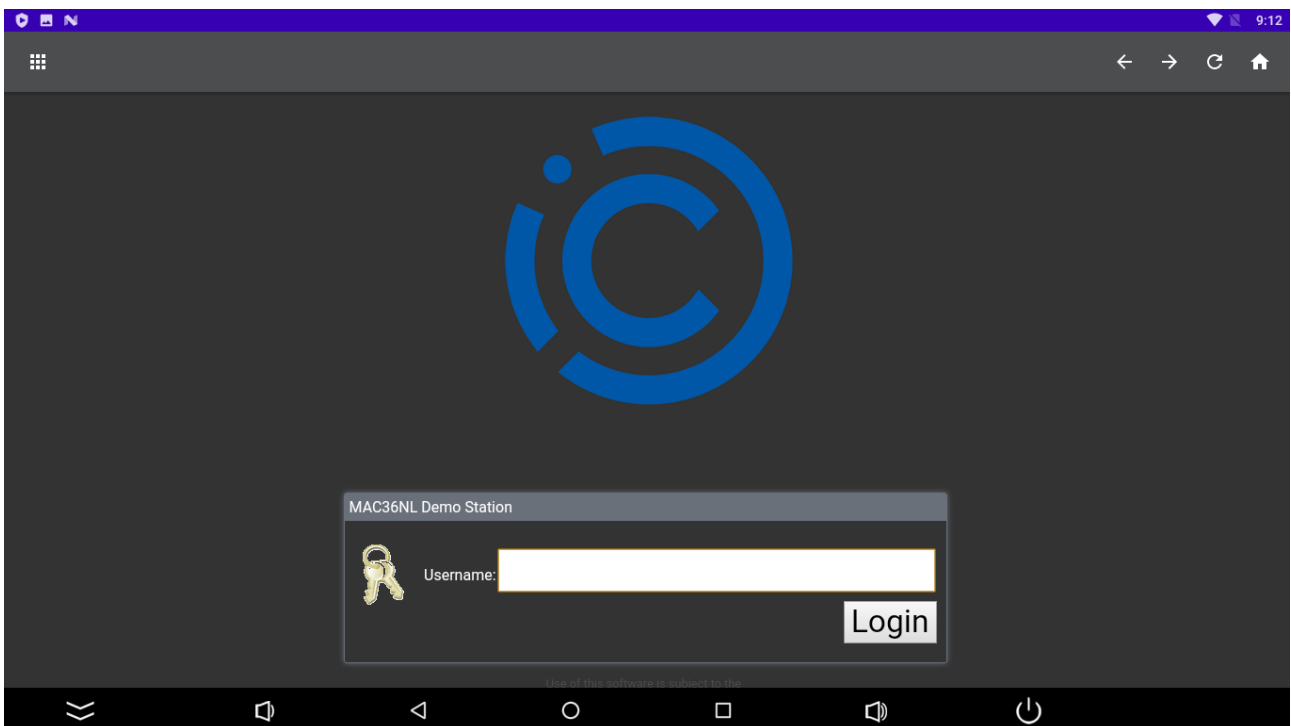 9:12
MAC36NL Demo Station
Username:
Login
Use of this software is subject to the